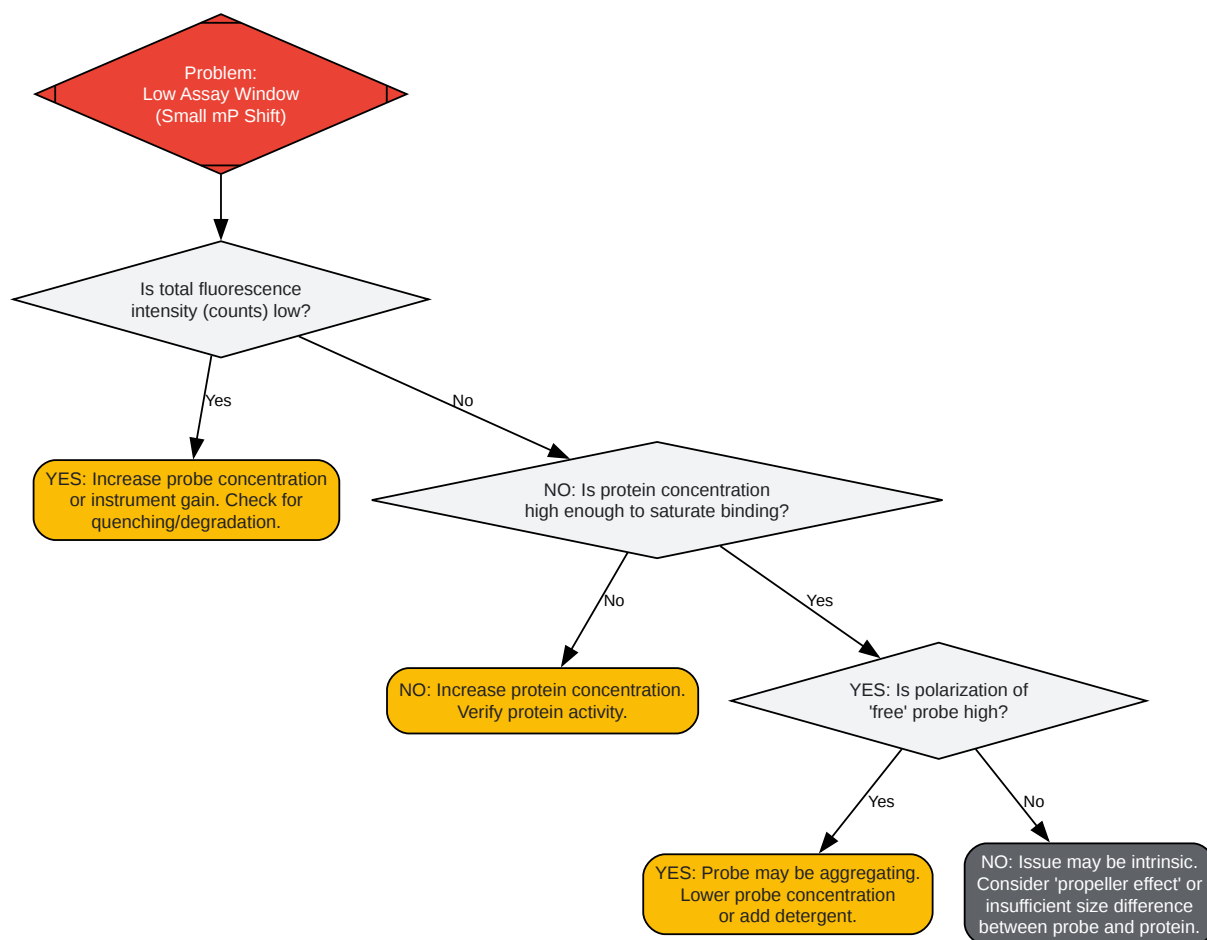 Problem:
Low Assay Window
(Small mP Shift)
Is total fluorescence
intensity (counts) low?
Yes
No
YES: Increase probe concentration
or instrument gain. Check for
quenching/degradation.
NO: Is protein concentration
high enough to saturate binding?
No
Yes
NO: Increase protein concentration.
Verify protein activity.
YES: Is polarization of
'free' probe high?
Yes
No
YES: Probe may be aggregating.
Lower probe concentration
or add detergent.
NO: Issue may be intrinsic.
Consider 'propeller effect' or
insufficient size difference
between probe and protein.